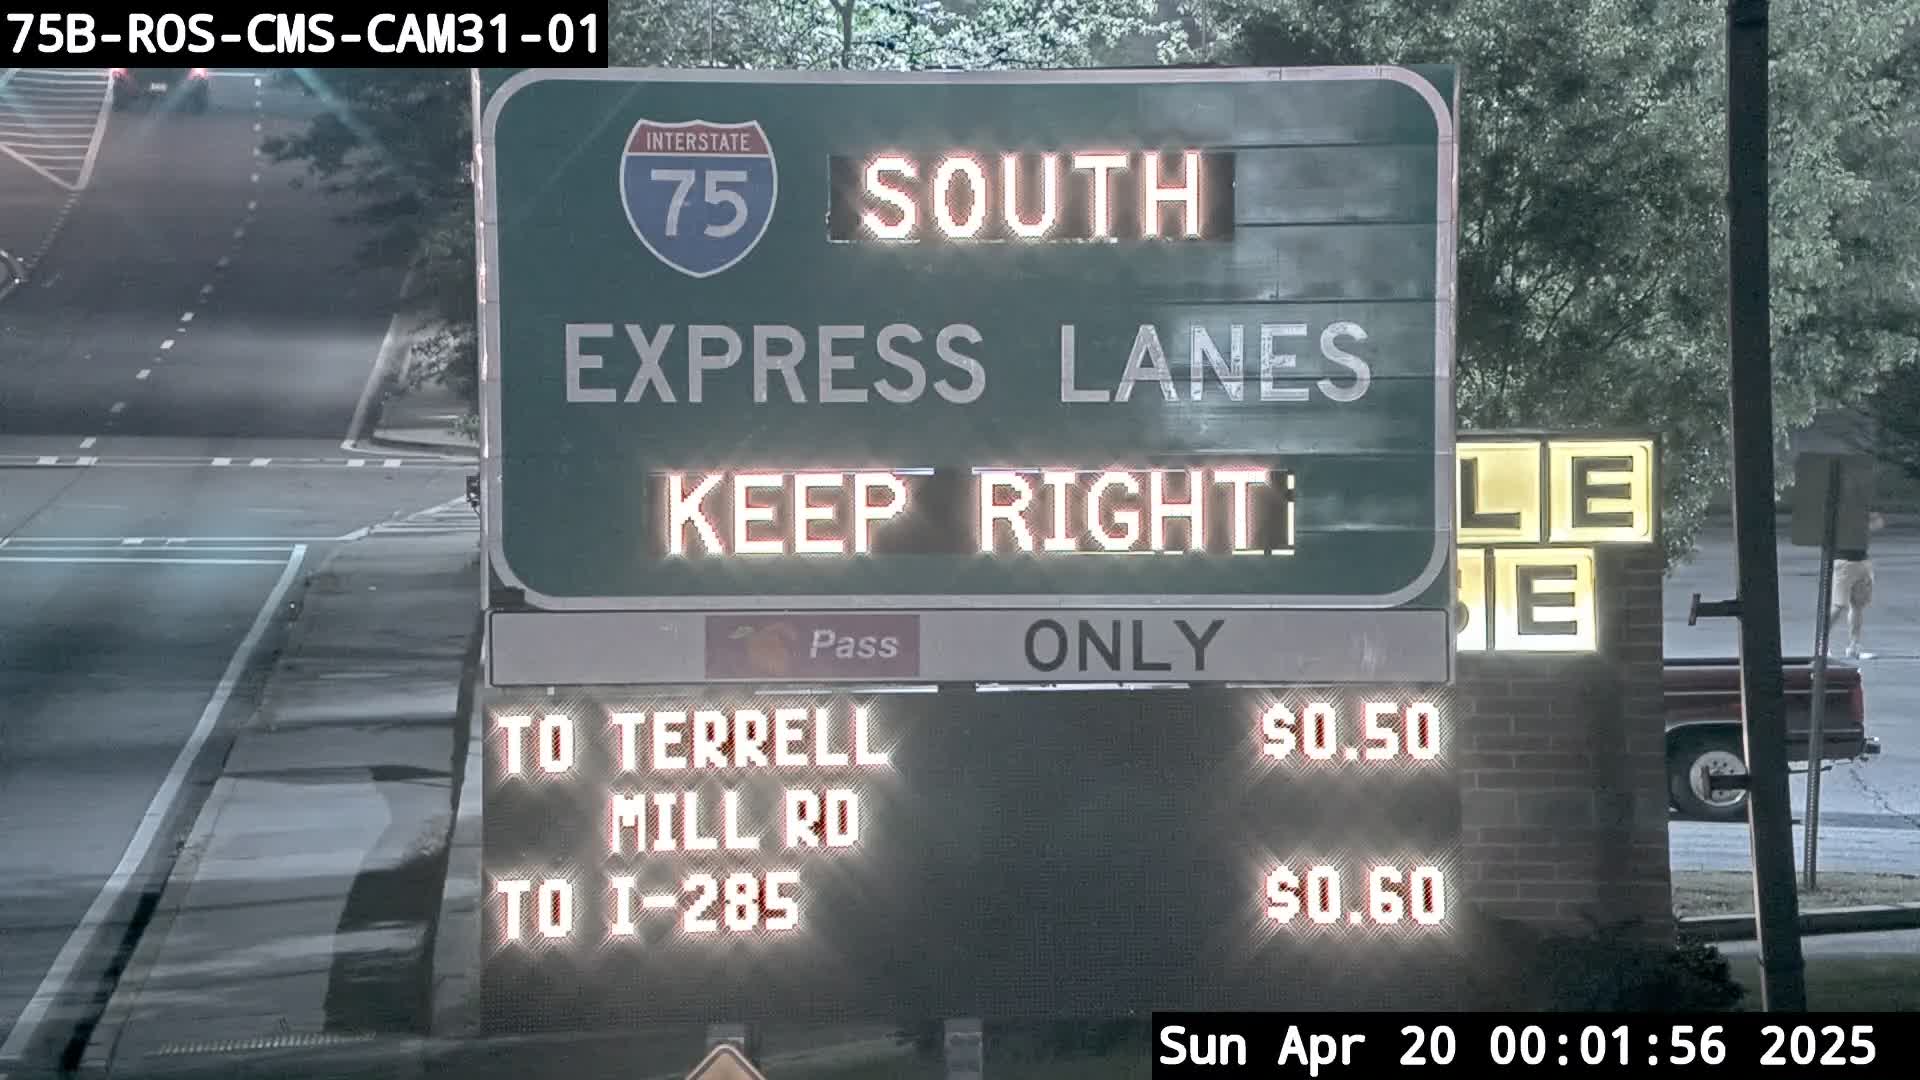 75B-ROS-CMS-CAM31-01
INTERSTATE
75
SOUTH
EXPRESS LANES
KEEP RIGHT
Pass ONLY
TO TERRELL $0.50
MILL RD
TO I-285 $0.60
LE
E
Sun Apr 20 00:01:56 2025